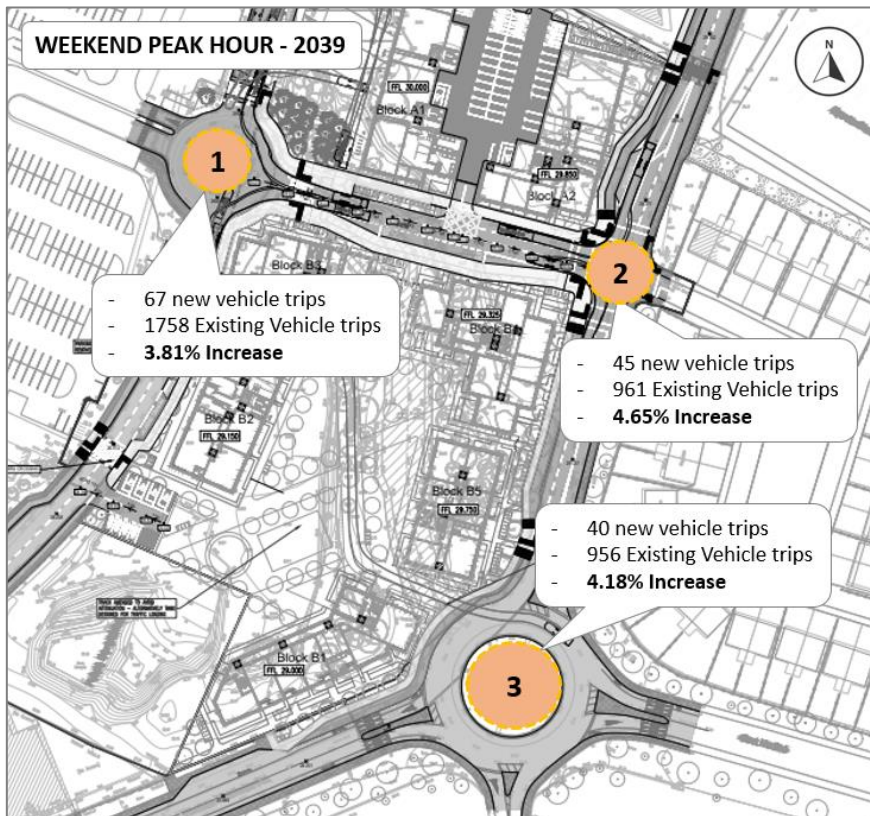 WEEKEND PEAK HOUR - 2039
N
FFL 30.000
Block A1
1
FFL 29.850
Block A2
2
Block B3
- 67 new vehicle trips
- 1758 Existing Vehicle trips
- 3.81% Increase
FFL 29.325
- 45 new vehicle trips
- 961 Existing Vehicle trips
- 4.65% Increase
Block B2
FFL 29.150
Block B5
FFL 29.750
- 40 new vehicle trips
- 956 Existing Vehicle trips
- 4.18% Increase
Block B1
FFL 29.000
3